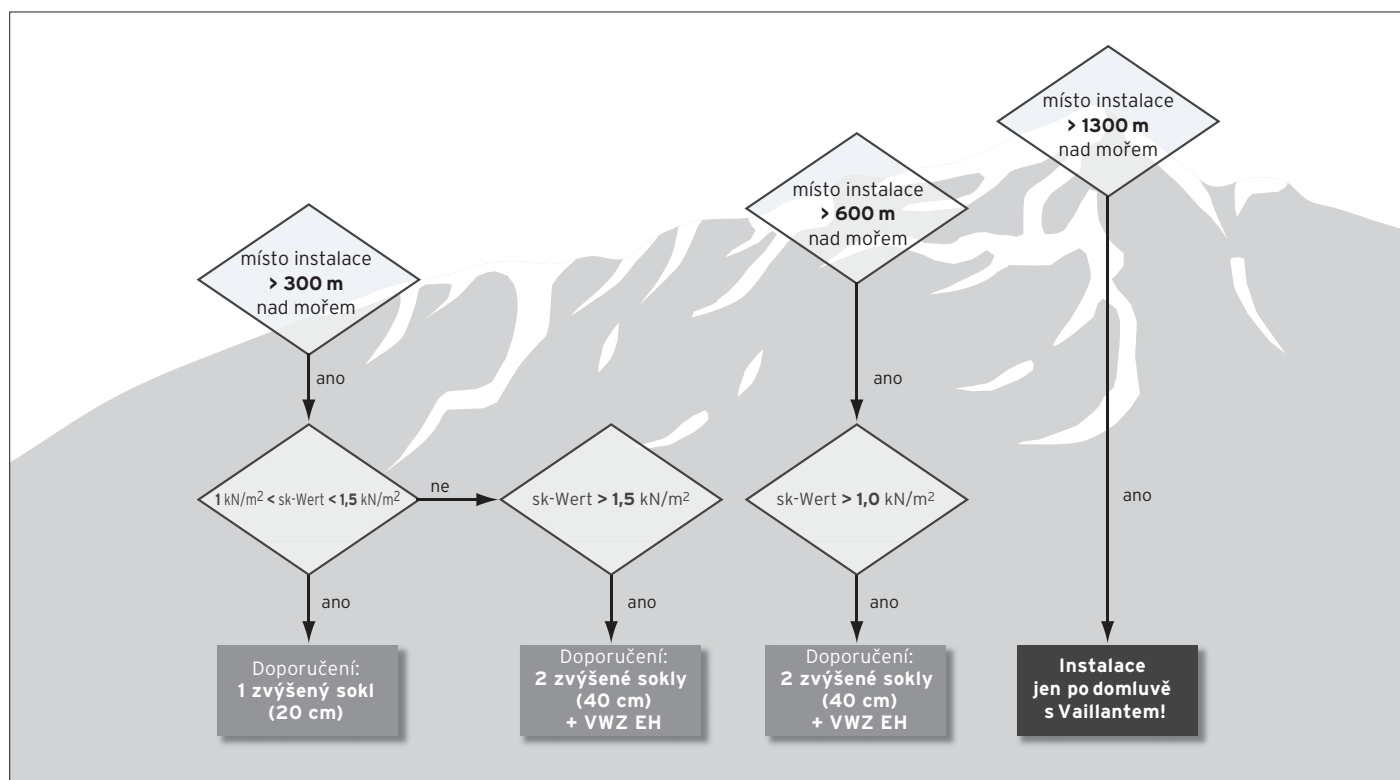 místo instalace
> 300 m
nad mořem
ano
1 kN/m² < sk-Wert < 1,5 kN/m²
ne
ano
Doporučení:
1 zvýšený sokl
(20 cm)
sk-Wert > 1,5 kN/m²
ano
Doporučení:
2 zvýšené sokly
(40 cm)
+ VWZ EH
místo instalace
> 600 m
nad mořem
ano
sk-Wert > 1,0 kN/m²
ano
Doporučení:
2 zvýšené sokly
(40 cm)
+ VWZ EH
místo instalace
> 1300 m
nad mořem
ano
Instalace
jen po domluvě
s Vaillantem!